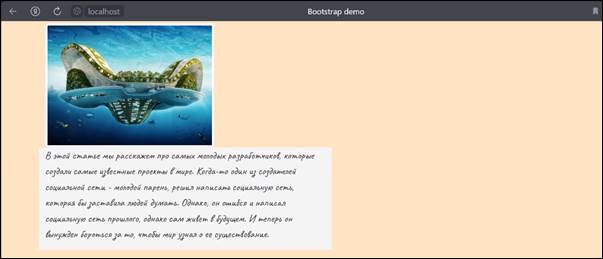 localhost
Bootstrap demo
В этой статье мы расскажем про самых молодых разработчиков, которые
создали самые известные проекты в мире. Когда-то один из создателей
социальной сети - молодой парень, решил написать социальную сеть,
которая бы заставила людей думать. Однако, он ошибся и написал
социальную сеть прошлого, однако сам живет в будущем. И теперь он
вынужден бороться за то, чтобы мир узнал о ее существовании.